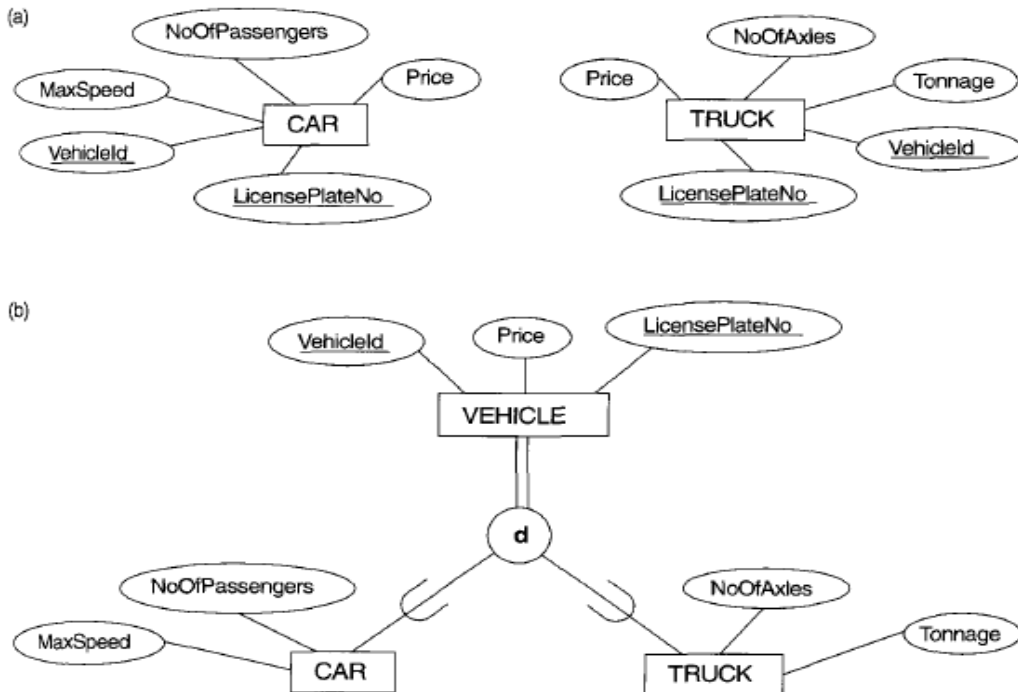 (a)
NoOfPassengers
MaxSpeed
Price
CAR
VehicleId
LicensePlateNo
NoOfAxles
Price
Tonnage
TRUCK
VehicleId
LicensePlateNo
(b)
VehicleId
Price
LicensePlateNo
VEHICLE
d
NoOfPassengers
MaxSpeed
CAR
NoOfAxles
Tonnage
TRUCK